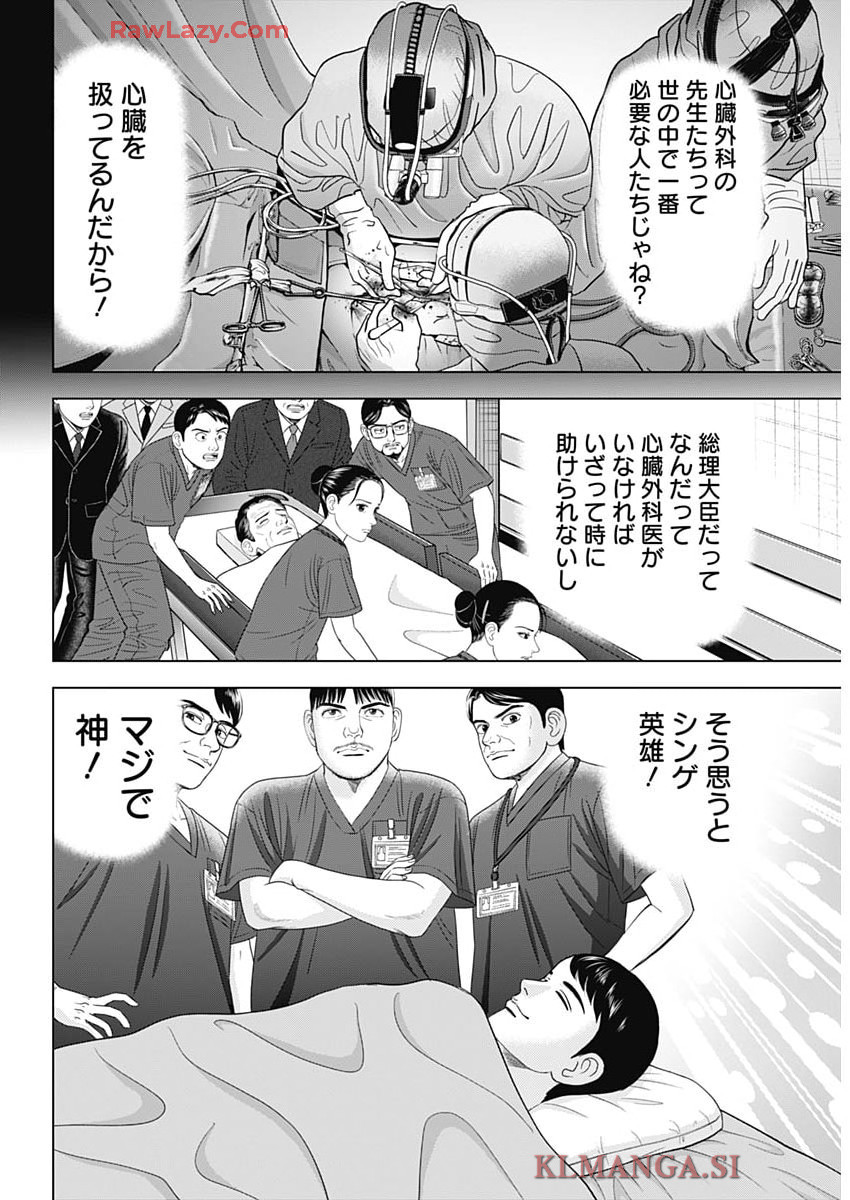 RawLazy.Com
心臓外科の
先生たちって
世の中で一番
必要な人たちじゃね？
心臓を
扱ってるんだから！
総理大臣だって
なんだって
心臓外科医が
いなければ
いざって時に
助けられないし
そう思うと
シンゲ
英雄！
マジで
神！
KLMANGA.SI